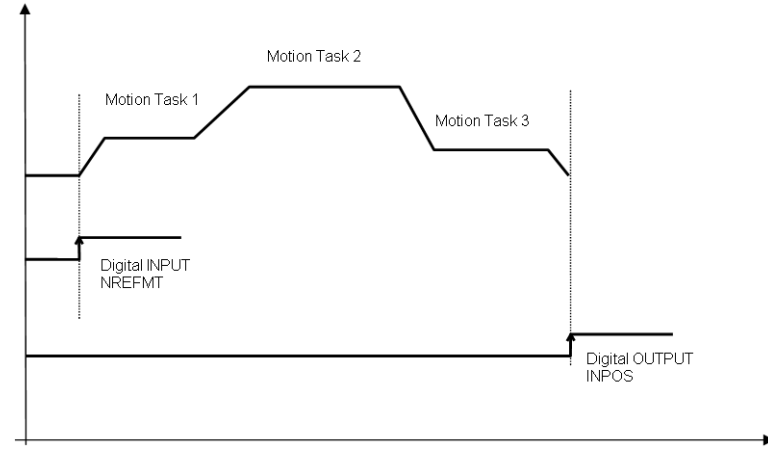 Motion Task 2
Motion Task 1
Motion Task 3
Digital INPUT
NREFMT
Digital OUTPUT
INPOS